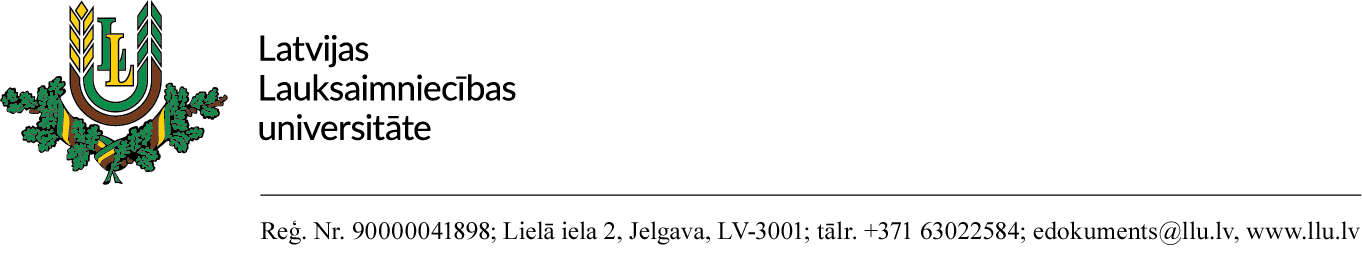 LL
Latvijas
Lauksaimniecības
universitāte
Reģ. Nr. 90000041898; Lielā iela 2, Jelgava, LV-3001; tālr. +371 63022584; edokuments@llu.lv, www.llu.lv